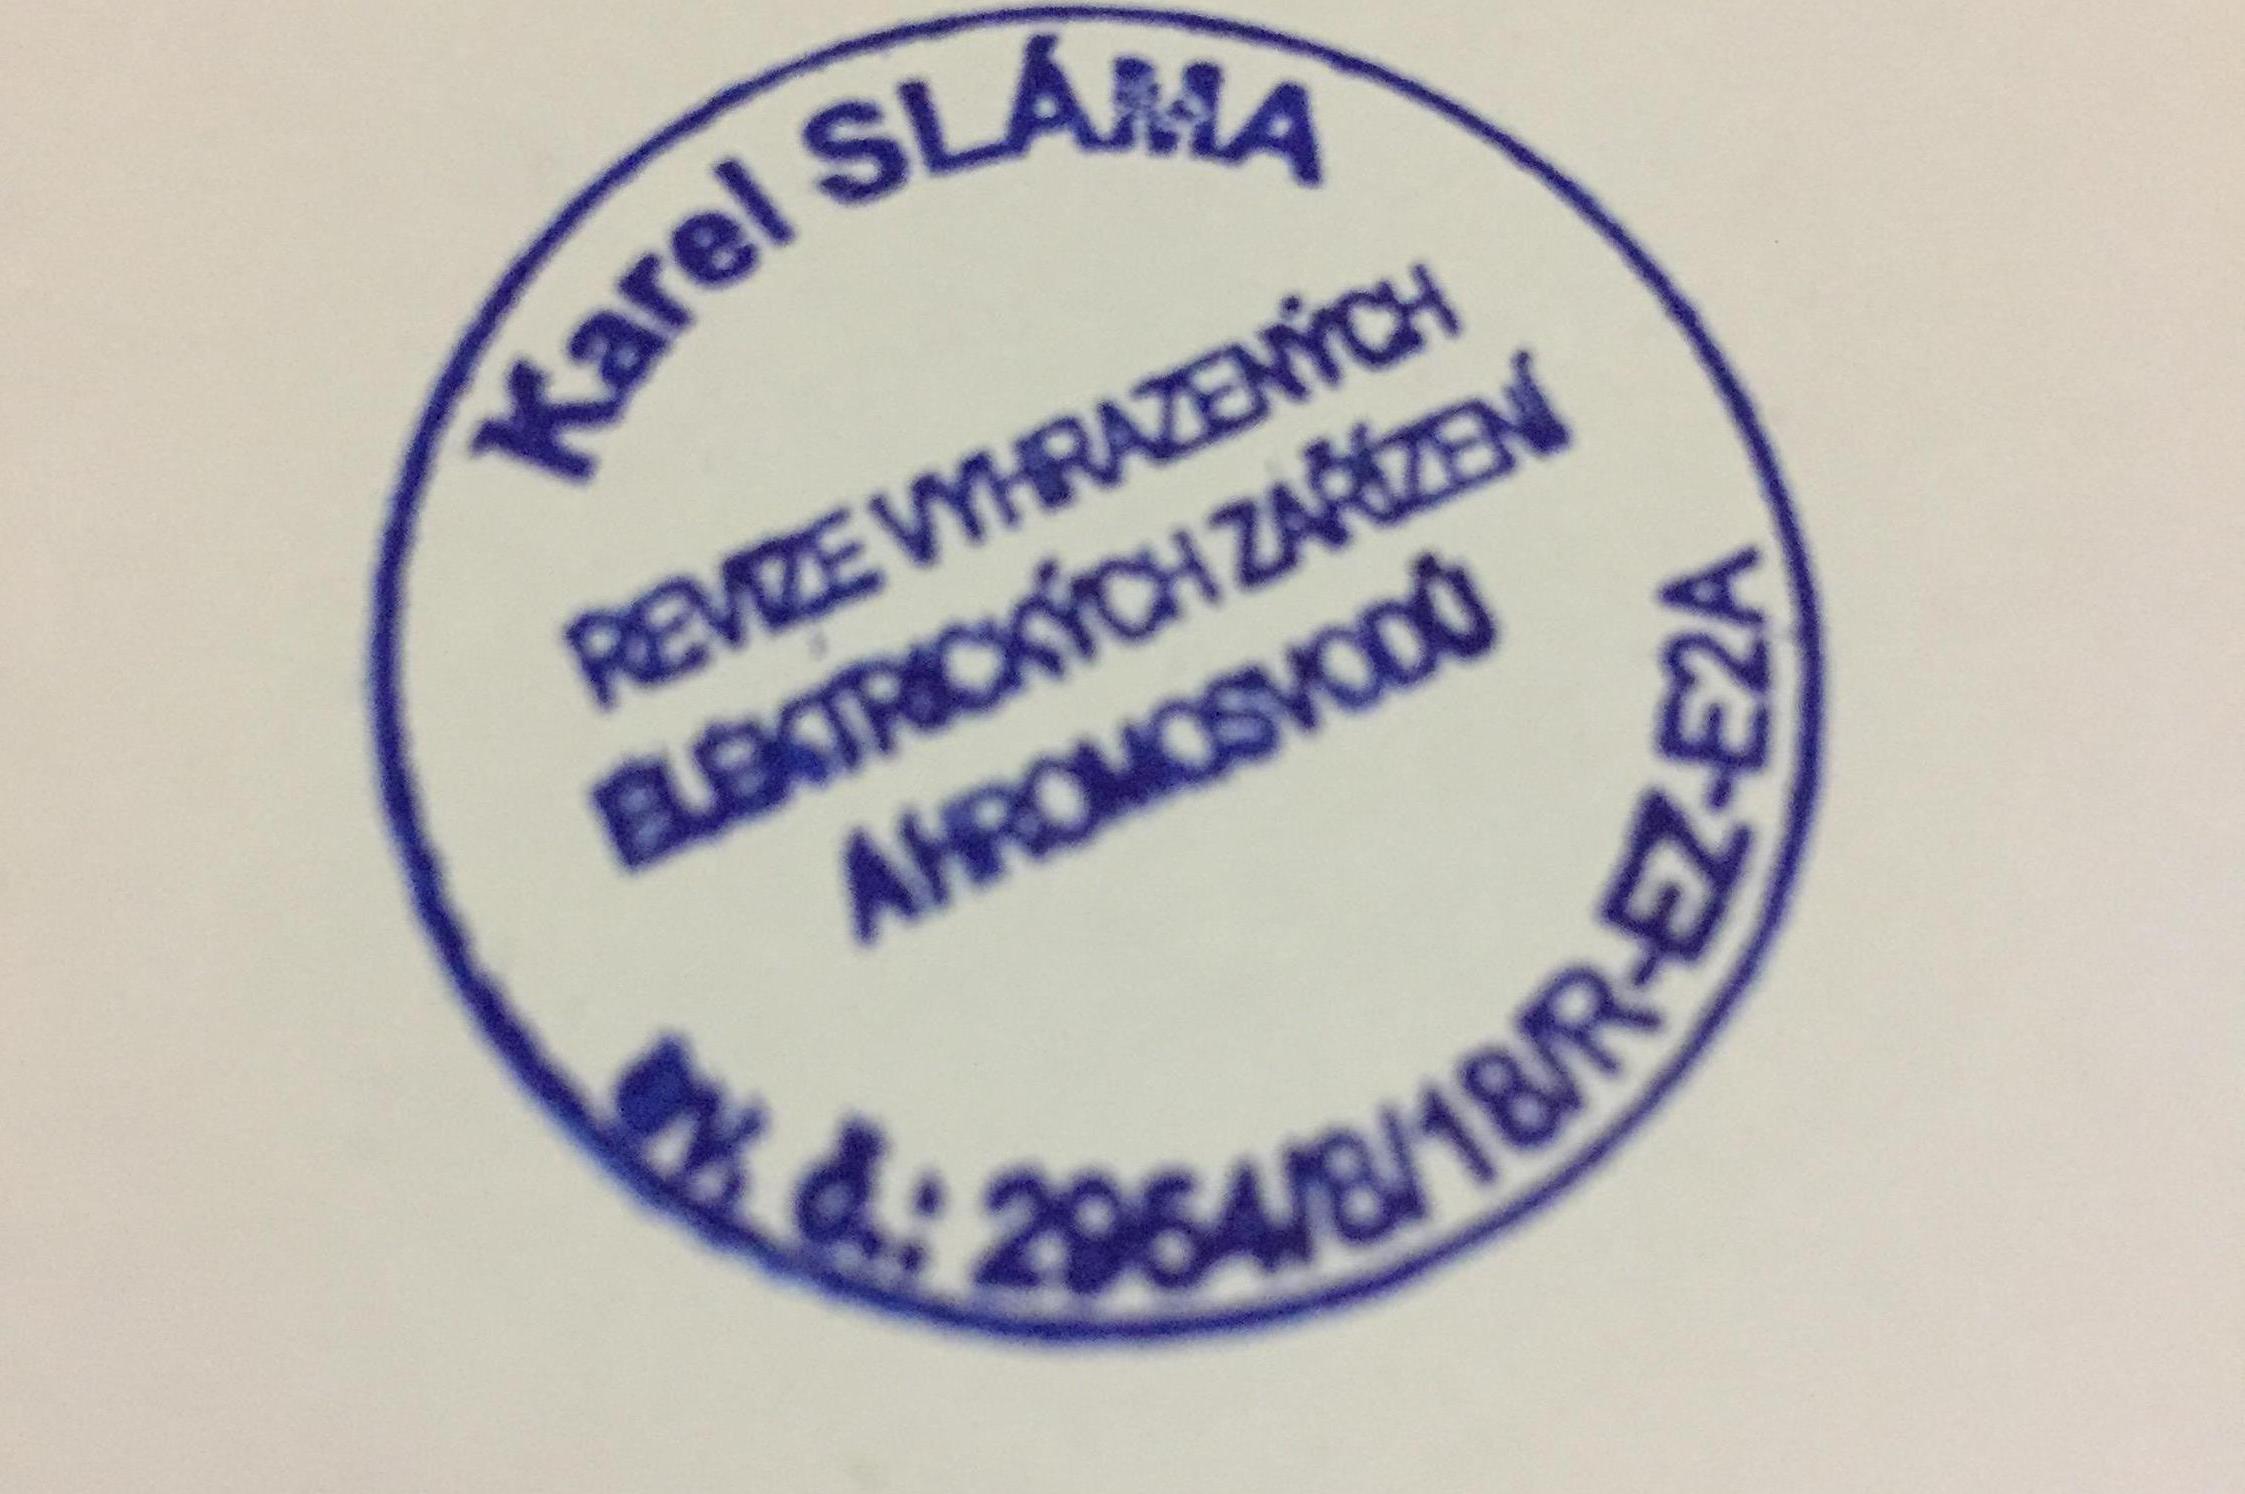 Karel SLÁMA
REVIZE VYHRAZENÝCH
ELEKTRICKÝCH ZAŘÍZENÍ
A HROMOSVODŮ
ev. č.: 2964/8/18/R-EZ-E2A